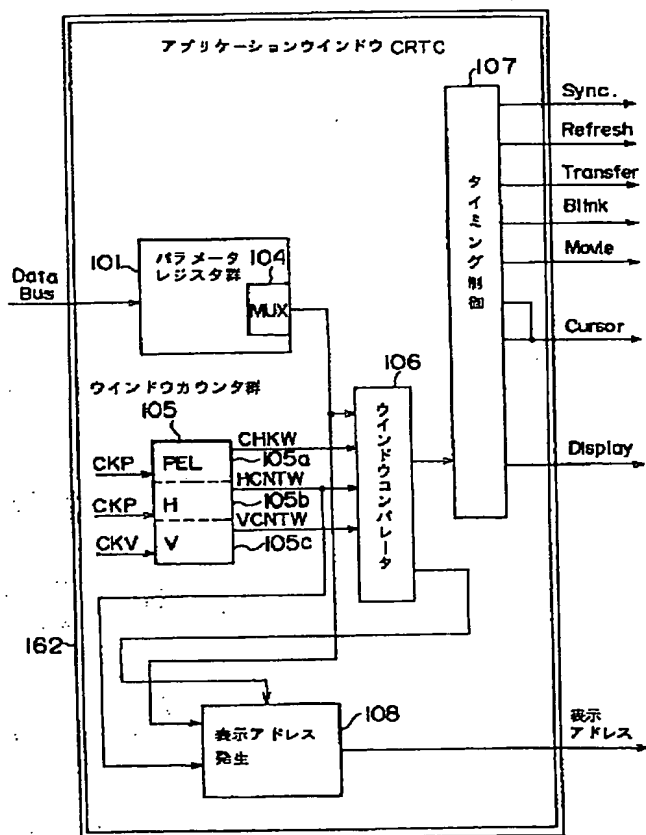 アプリケーションウインドウ CRTC
107
Sync.
Refresh
Transfer
Blink
Movie
Cursor
Display
タイミング制御
101
パラメータ
レジスタ群
104
MUX
Data
Bus
ウインドウカウンタ群
105
106
CKP
PEL
CHKW
105a
HCNTW
CKP
H
105b
VCNTW
CKV
V
105c
ウインドウコンパレータ
162
108
表示アドレス
発生
表示
アドレス